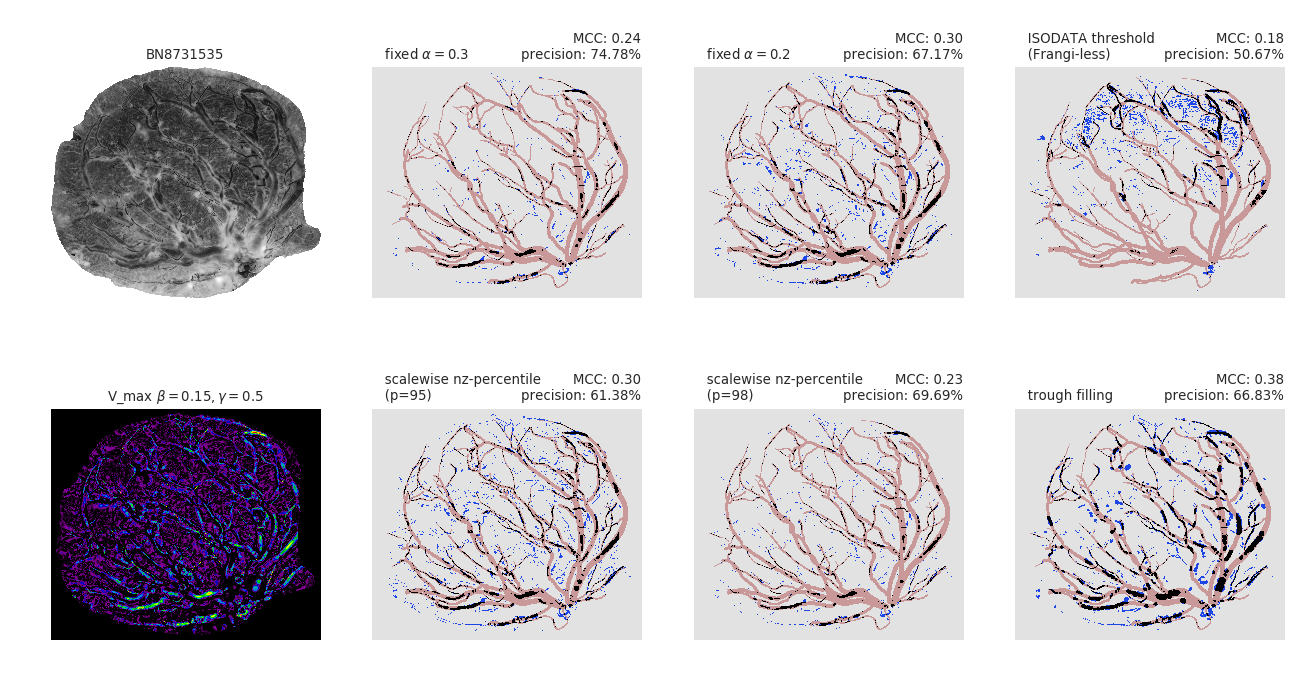 BN8731535
MCC: 0.24
fixed α = 0.3 precision: 74.78%
MCC: 0.30
fixed α = 0.2 precision: 67.17%
ISODATA threshold MCC: 0.18
(Frangi-less) precision: 50.67%
V_max β = 0.15, γ = 0.5
scalewise nz-percentile MCC: 0.30
(p=95) precision: 61.38%
scalewise nz-percentile MCC: 0.23
(p=98) precision: 69.69%
MCC: 0.38
trough filling precision: 66.83%